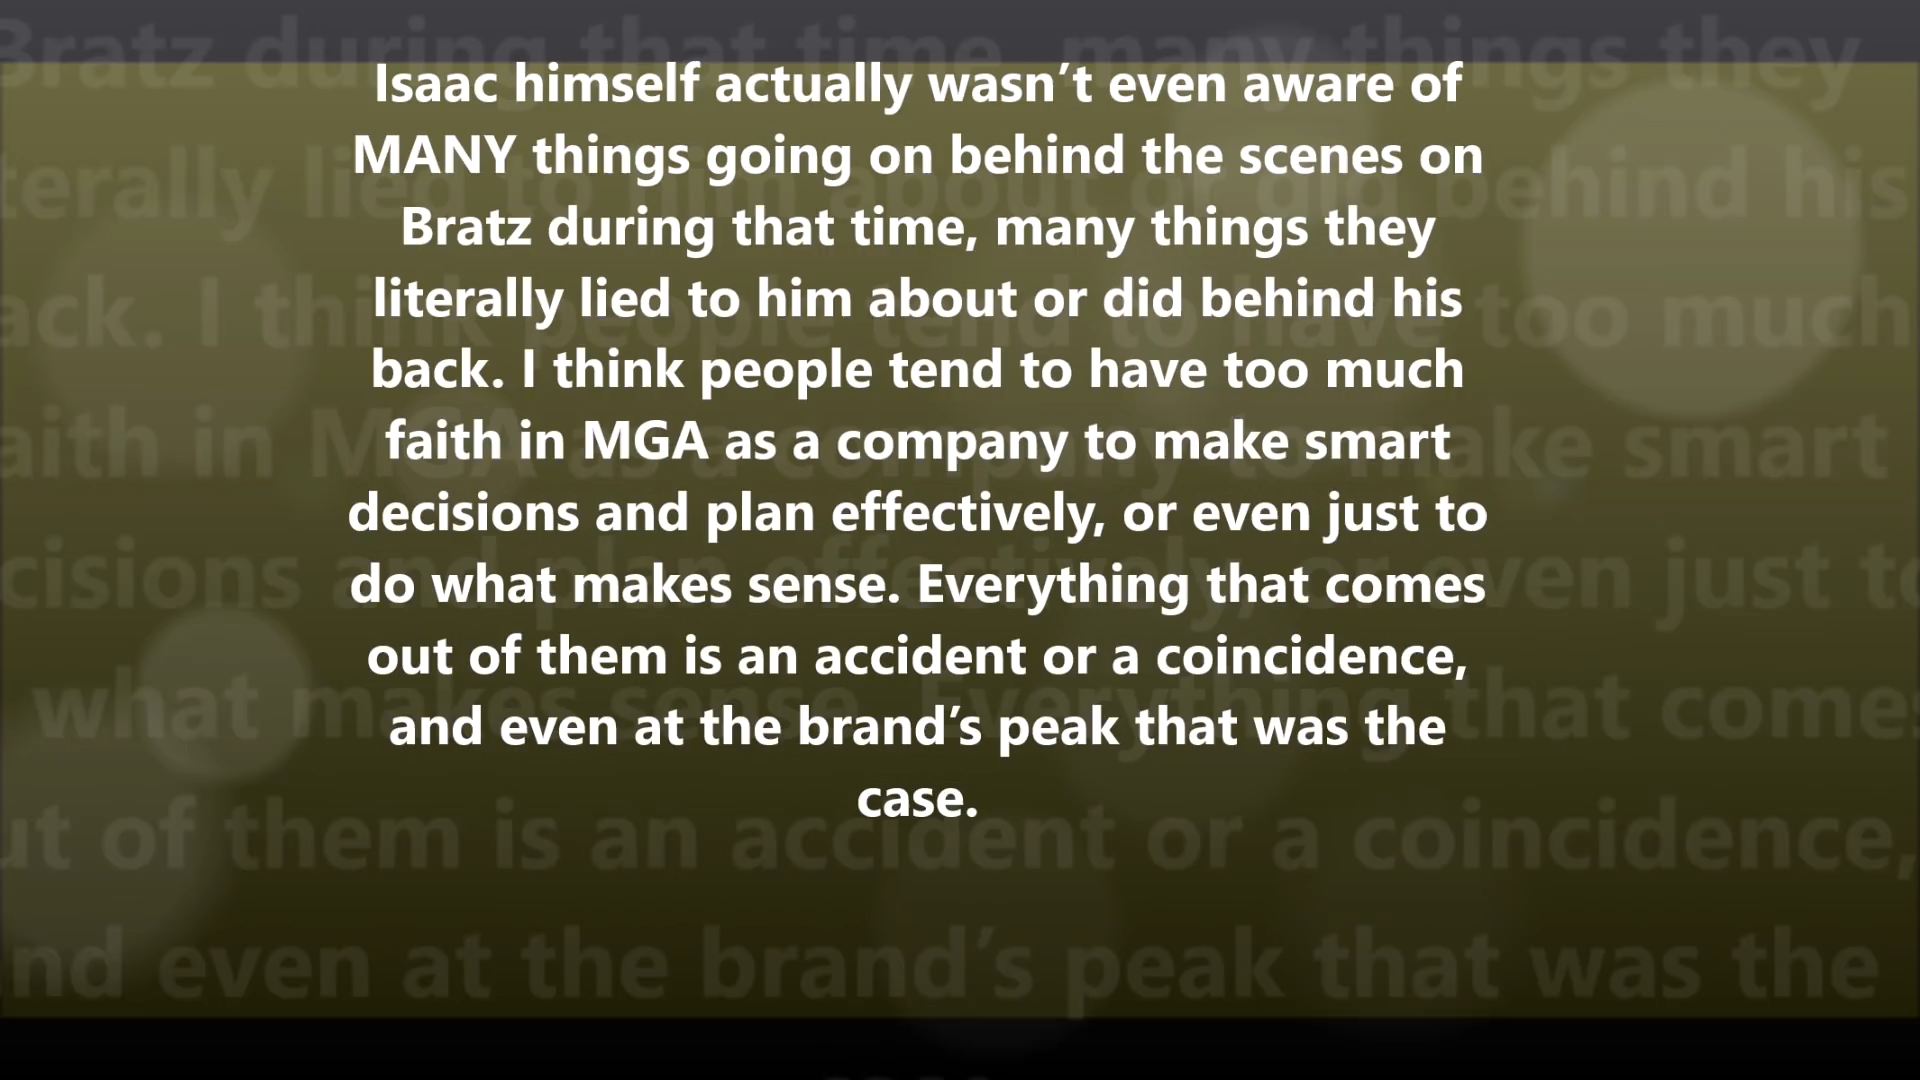 Isaac himself actually wasn’t even aware of
MANY things going on behind the scenes on
Bratz during that time, many things they
literally lied to him about or did behind his
back. I think people tend to have too much
faith in MGA as a company to make smart
decisions and plan effectively, or even just to
do what makes sense. Everything that comes
out of them is an accident or a coincidence,
and even at the brand’s peak that was the
case.